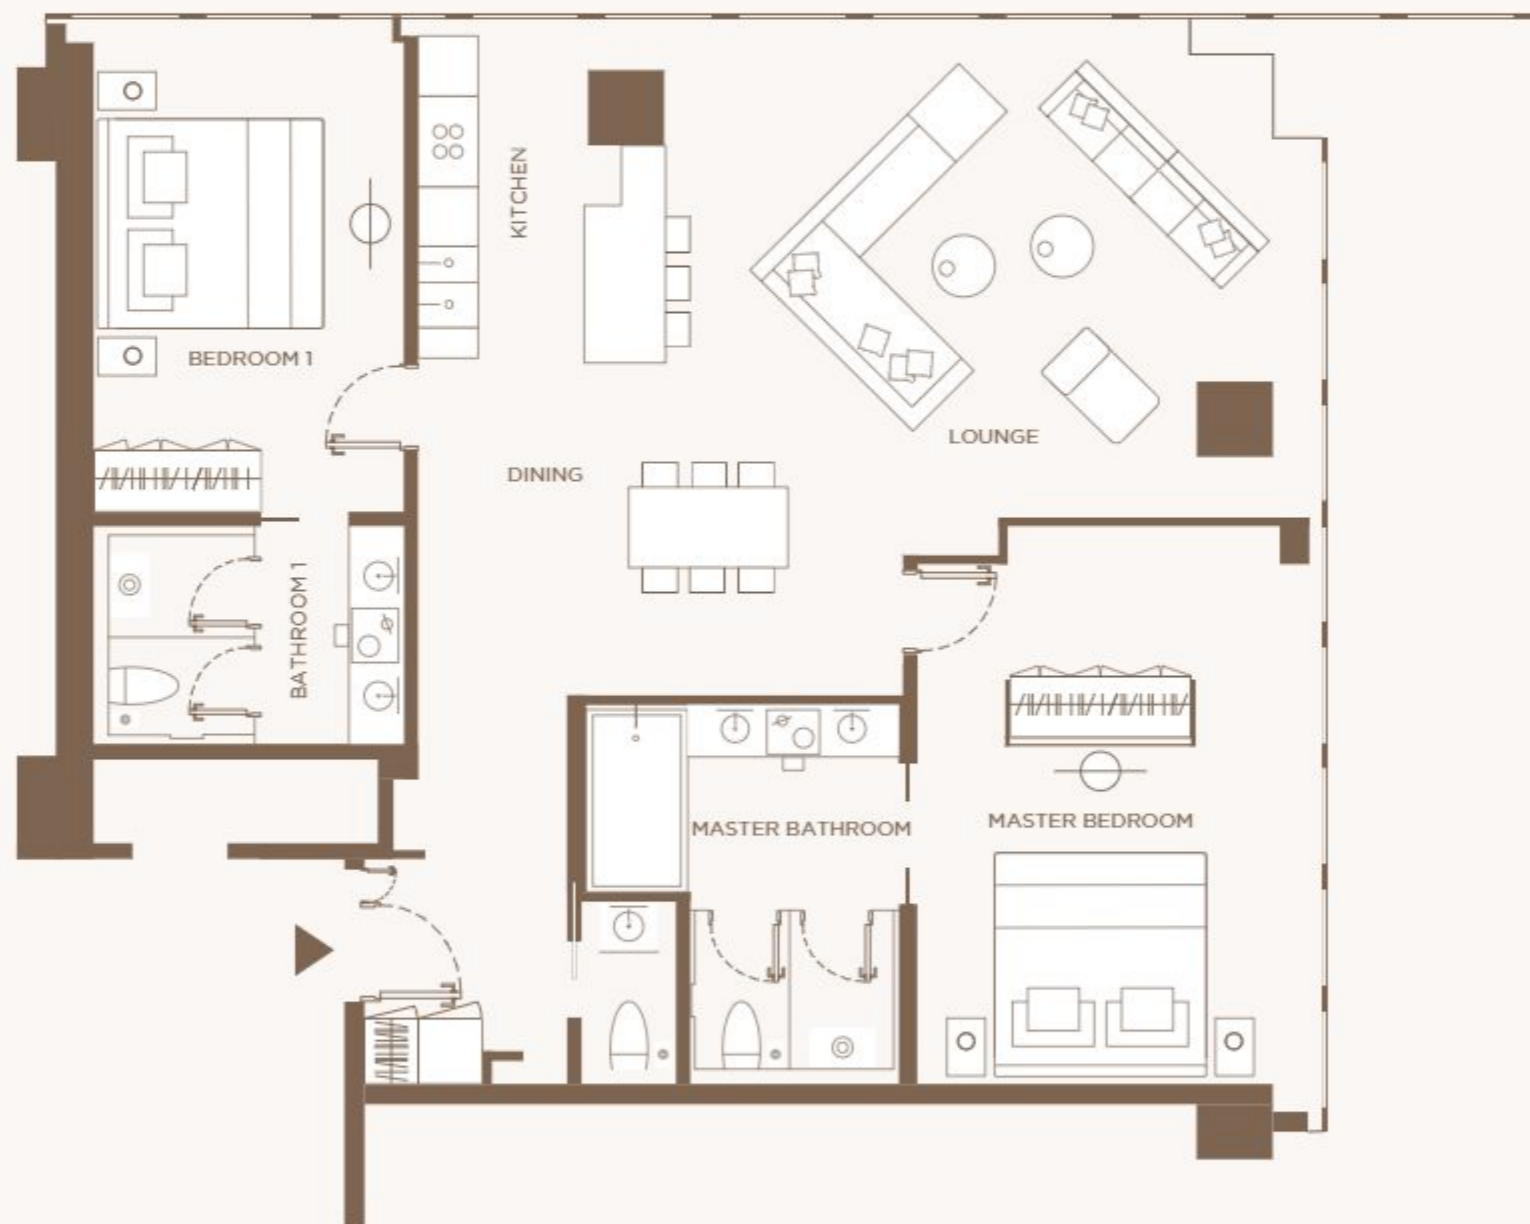 KITCHEN
BEDROOM 1
LOUNGE
DINING
BATHROOM 1
MASTER BATHROOM
MASTER BEDROOM